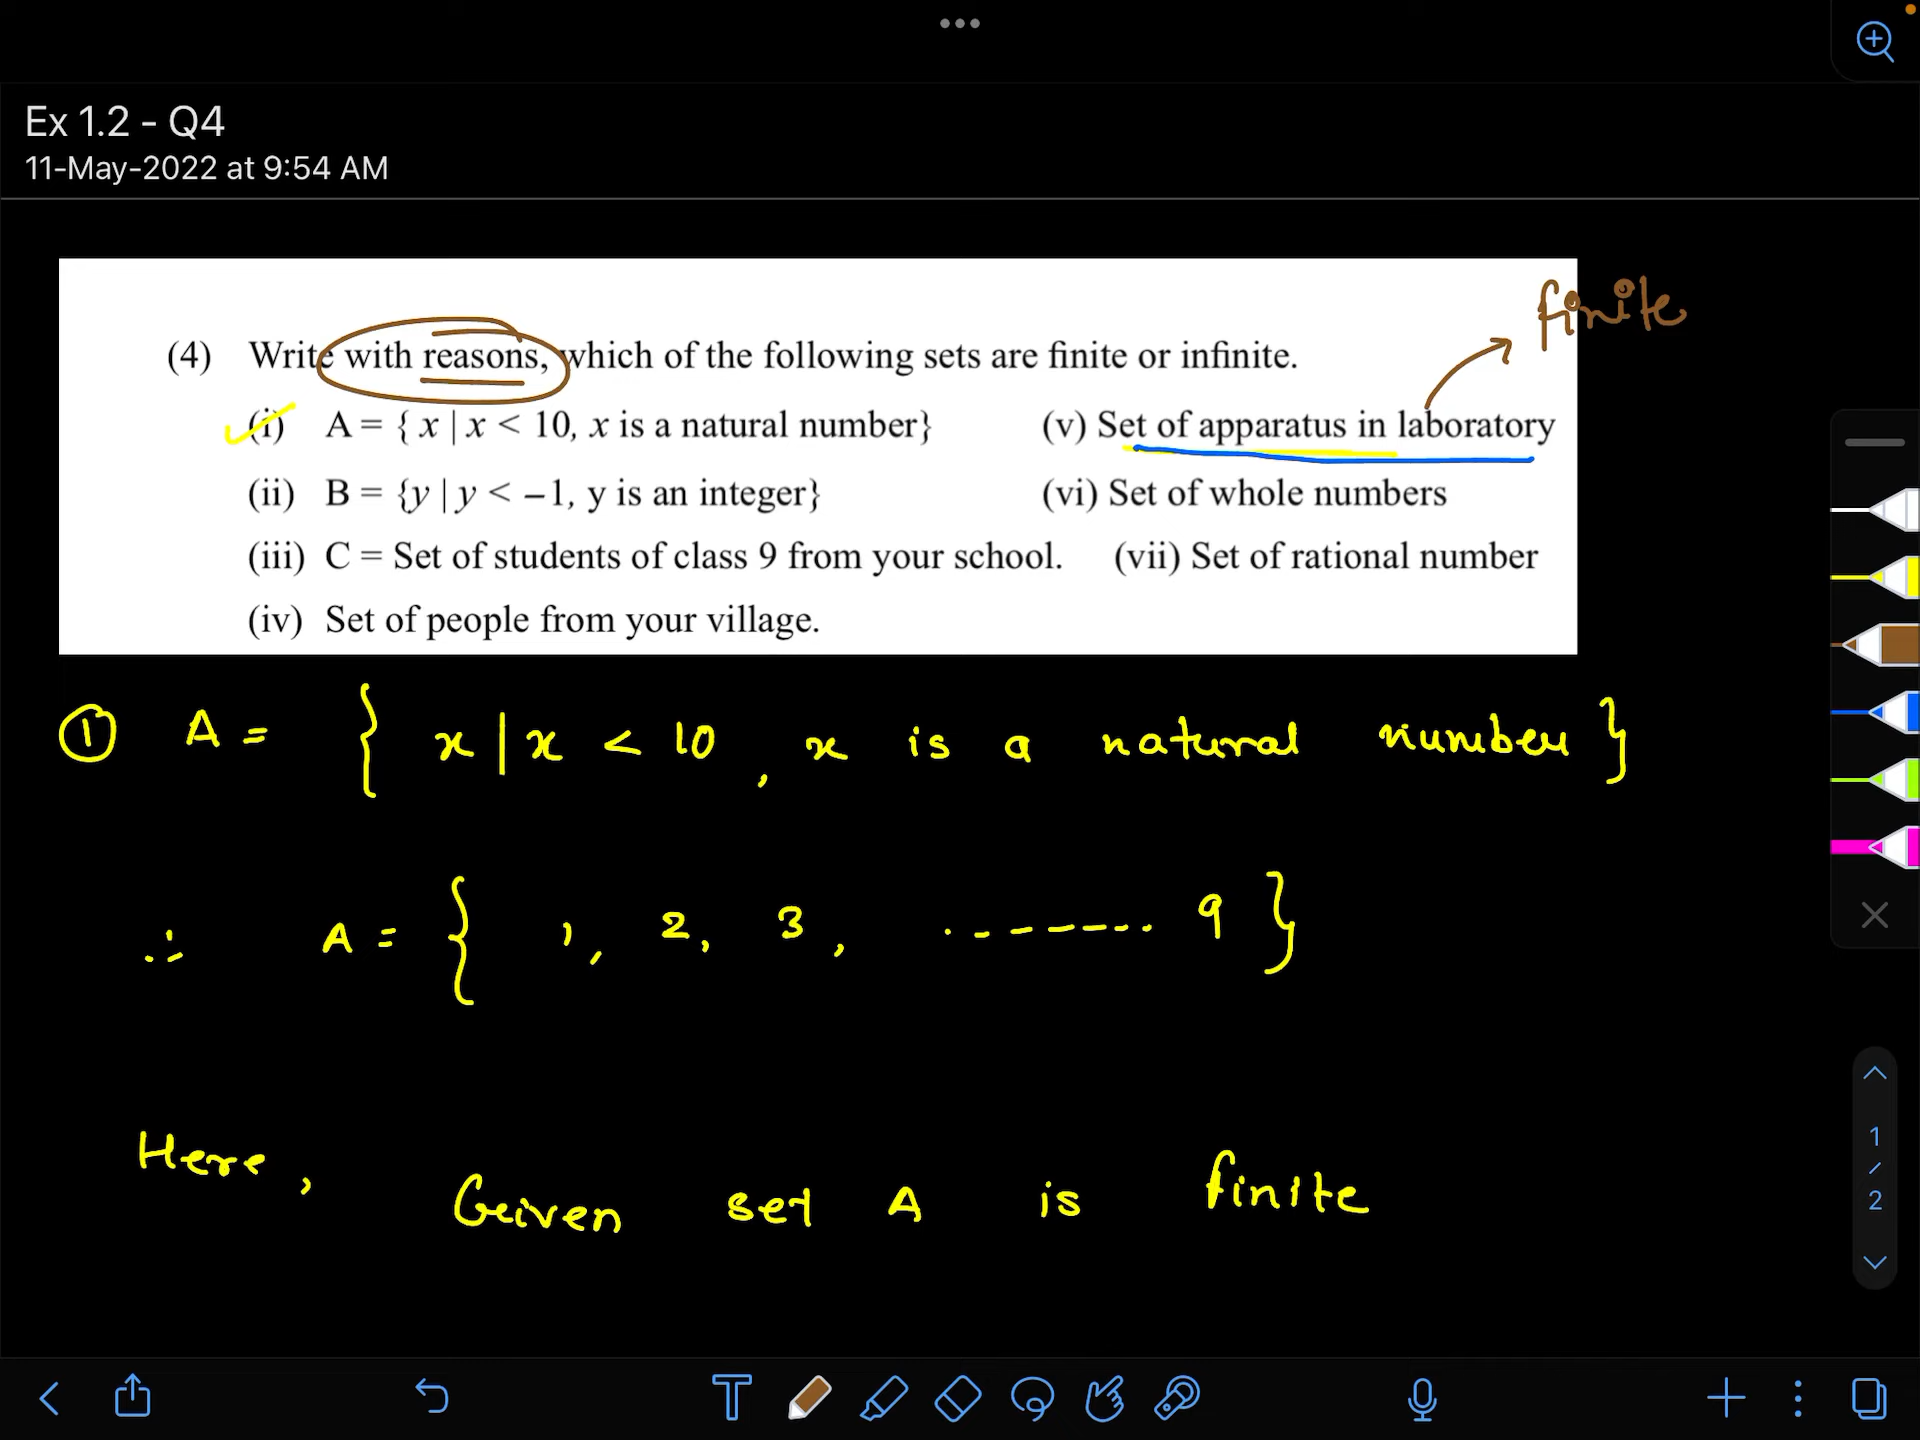 Ex 1.2 - Q4
11-May-2022 at 9:54 AM
finite
(4) Write with reasons, which of the following sets are finite or infinite.
(i) A = { x | x < 10, x is a natural number} (v) Set of apparatus in laboratory
(ii) B = {y | y < −1, y is an integer} (vi) Set of whole numbers
(iii) C = Set of students of class 9 from your school. (vii) Set of rational number
(iv) Set of people from your village.
① A = { x | x < 10 , x is a natural number }
∴ A = { 1, 2, 3, ........ 9 }
Here, Given set A is finite
1
/
2